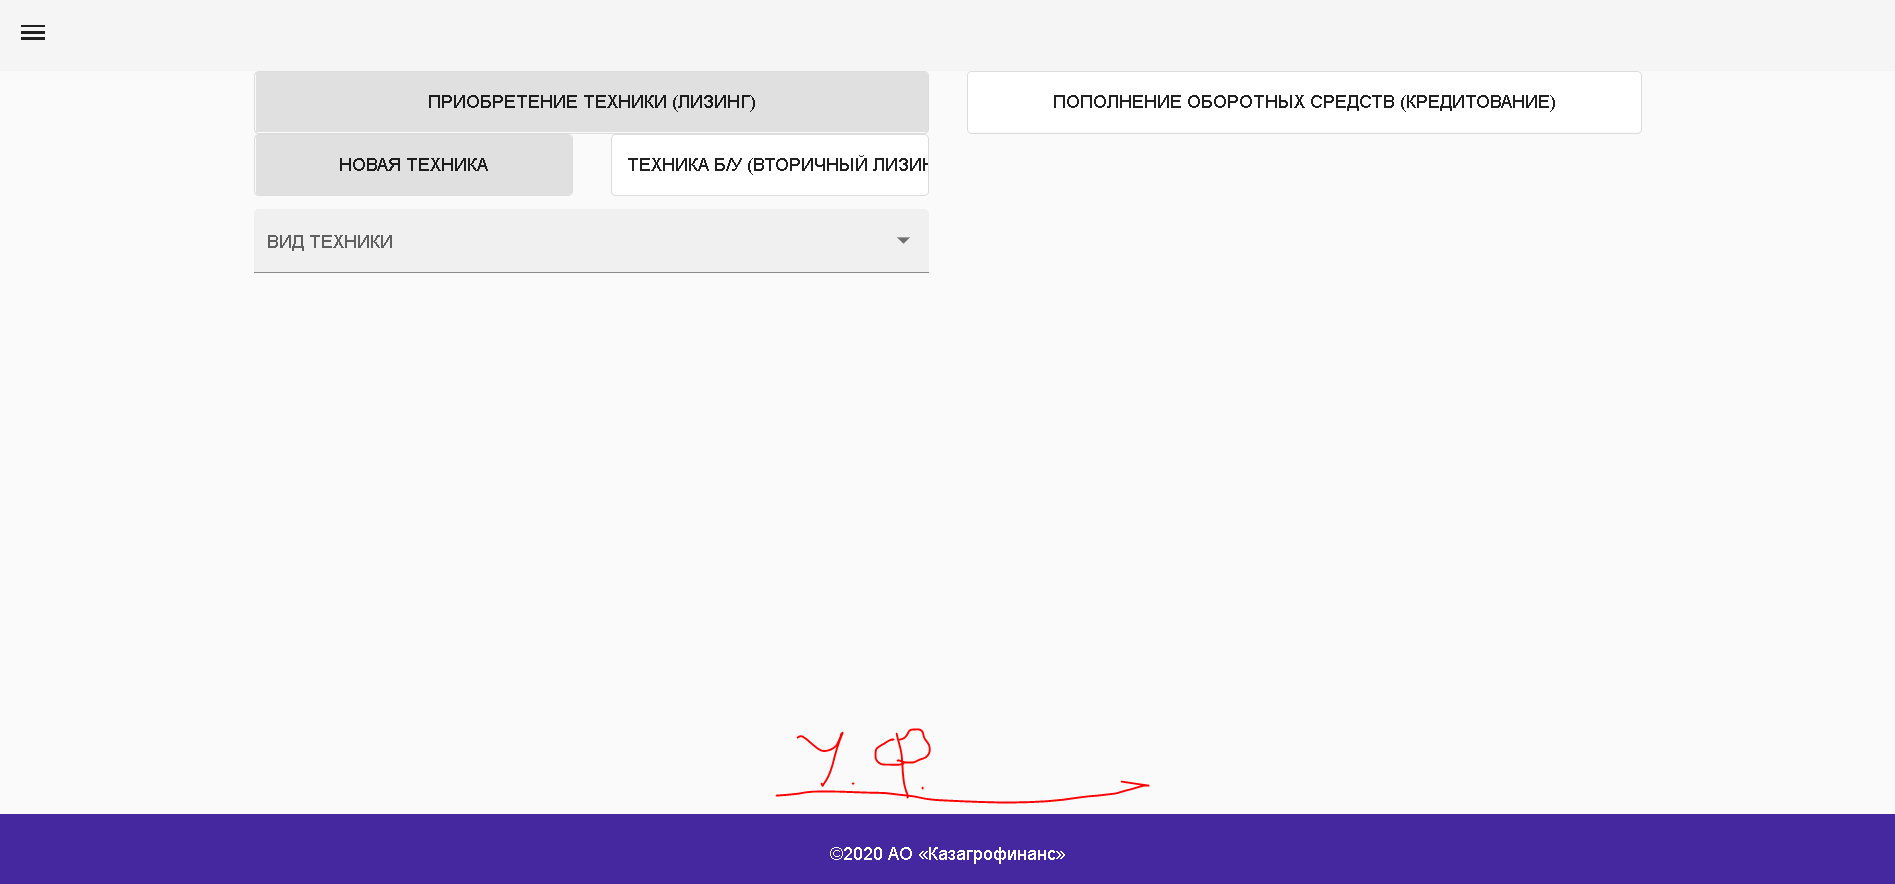 ПРИОБРЕТЕНИЕ ТЕХНИКИ (ЛИЗИНГ)
ПОПОЛНЕНИЕ ОБОРОТНЫХ СРЕДСТВ (КРЕДИТОВАНИЕ)
НОВАЯ ТЕХНИКА
ТЕХНИКА Б/У (ВТОРИЧНЫЙ ЛИЗИН
ВИД ТЕХНИКИ
У. Ф.
©2020 АО «Казагрофинанс»